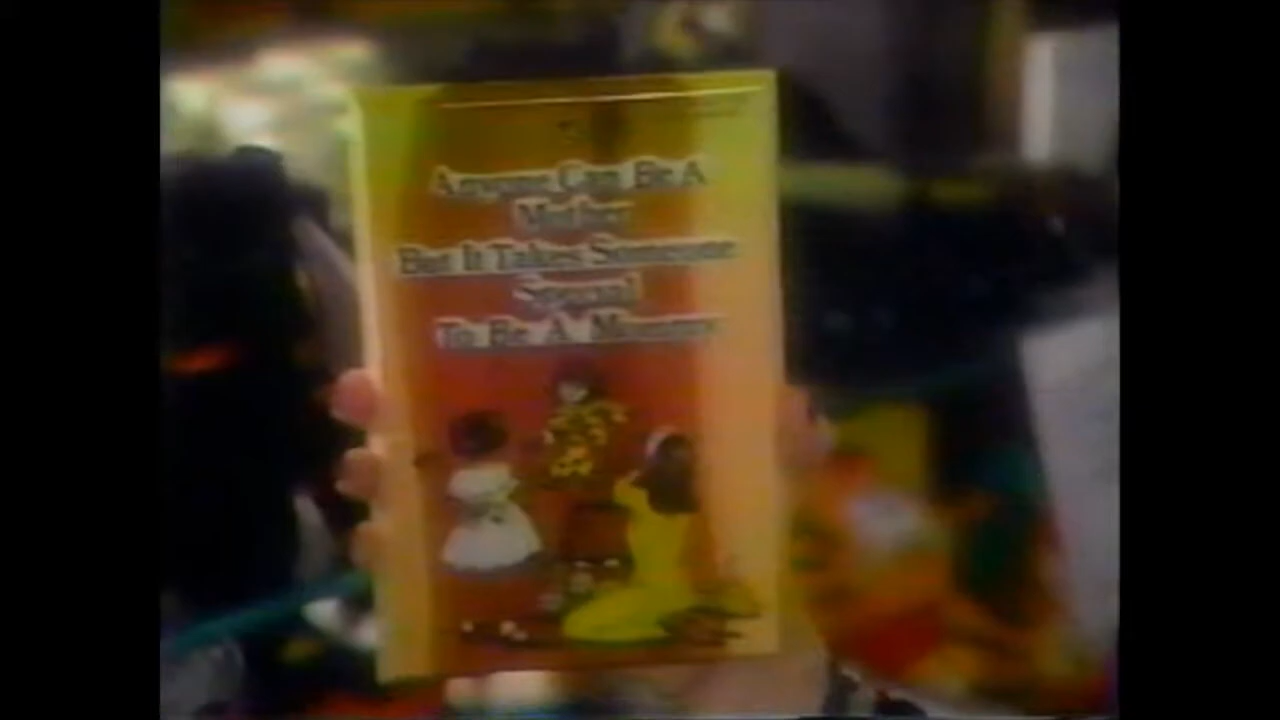 Anyone Can Be A
Mother
But It Takes Someone
Special
To Be A Mommy